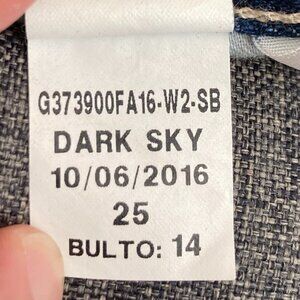 G373900FA16-W2-SB
DARK SKY
10/06/2016
25
BULTO: 14